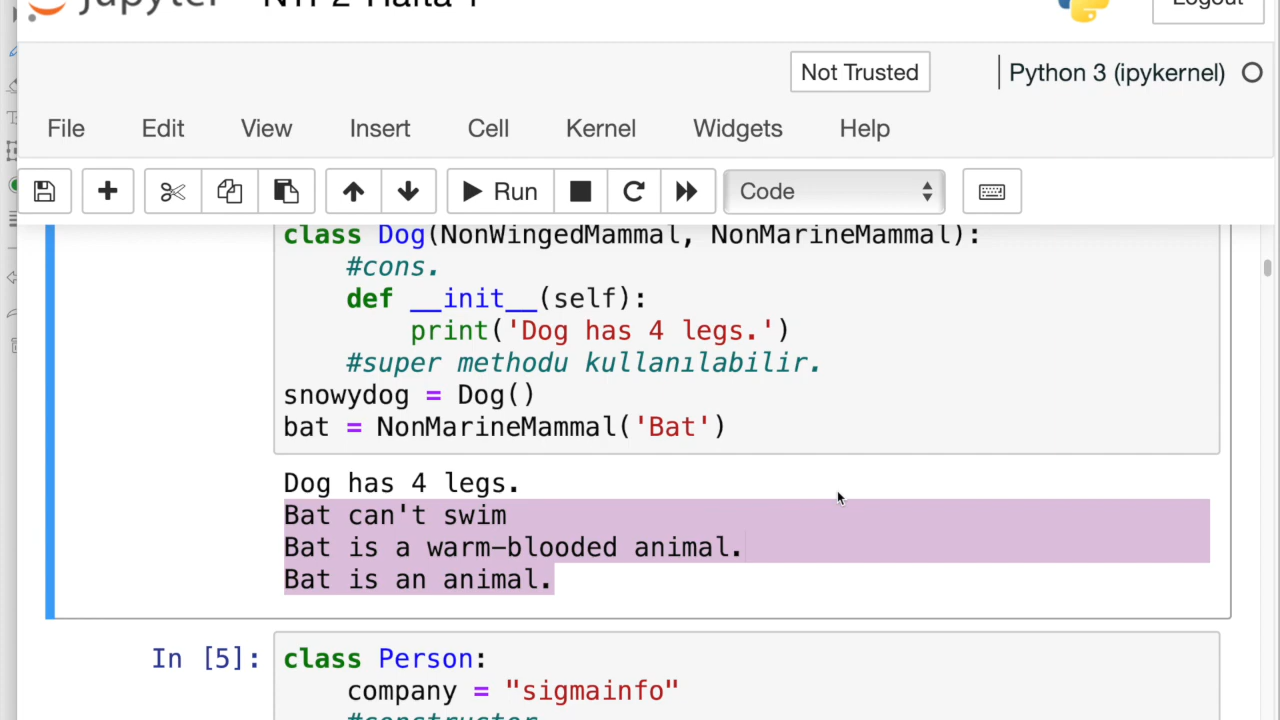 Not Trusted
Python 3 (ipykernel)
File Edit View Insert Cell Kernel Widgets Help
Run
Code
class Dog(NonWingedMammal, NonMarineMammal):
    #cons.
    def __init__(self):
        print('Dog has 4 legs.')
    #super methodu kullanılabilir.
snowydog = Dog()
bat = NonMarineMammal('Bat')
Dog has 4 legs.
Bat can't swim
Bat is a warm-blooded animal.
Bat is an animal.
In [5]:
class Person:
    company = "sigmainfo"
    #constructor